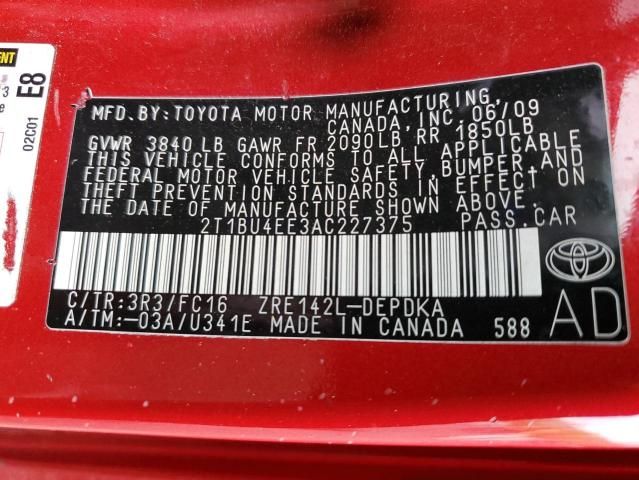 MFD.BY:TOYOTA MOTOR MANUFACTURING,
CANADA,INC.06/09
GVWR 3840 LB GAWR FR 2090LB,RR 1850LB
THIS VEHICLE CONFORMS TO ALL APPLICABLE
FEDERAL MOTOR VEHICLE SAFETY,BUMPER,AND
THEFT PREVENTION STANDARDS IN EFFECT ON
THE DATE OF MANUFACTURE SHOWN ABOVE.
2T1BU4EE3AC227375 PASS.CAR
C/TR:3R3/FC16 ZRE142L-DEPDKA
A/TM:-03A/U341E MADE IN CANADA 588
AD
E8
02C01